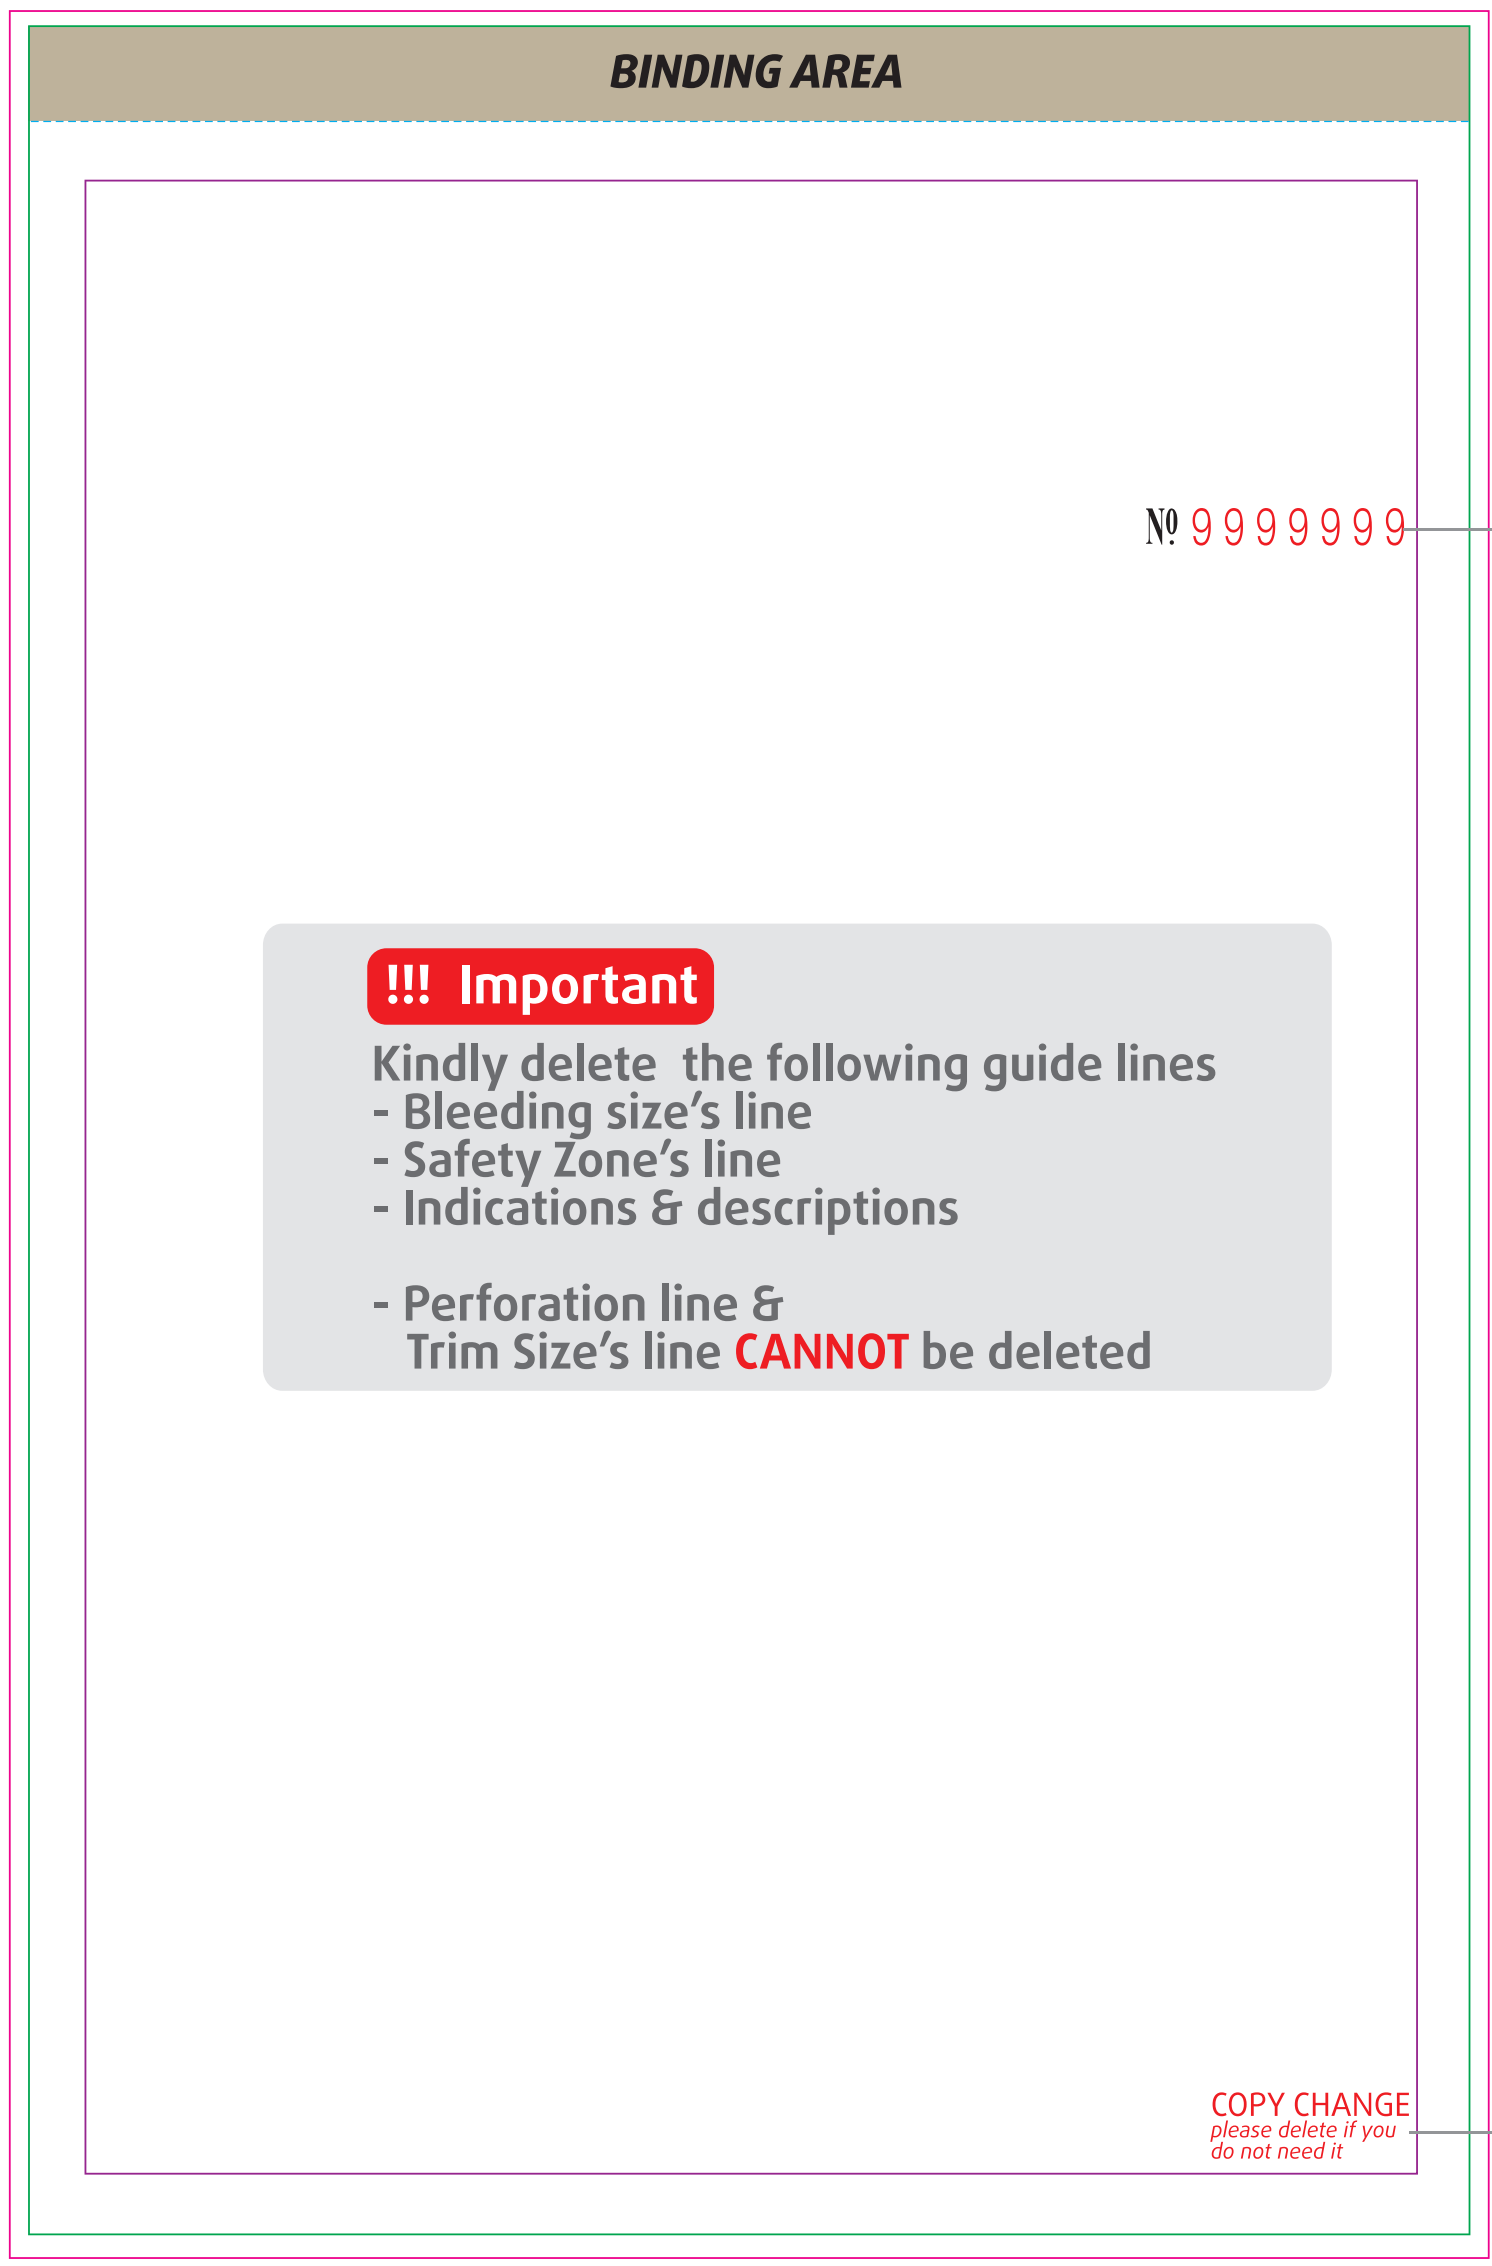 BINDING AREA
Nº 9999999
!!! Important
Kindly delete the following guide lines
- Bleeding size’s line
- Safety Zone’s line
- Indications & descriptions
- Perforation line &
Trim Size’s line CANNOT be deleted
COPY CHANGE
please delete if you
do not need it